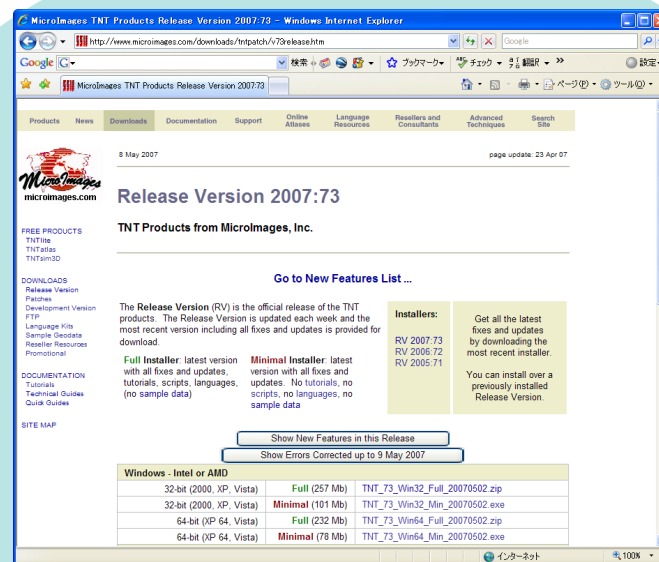 MicroImages TNT Products Release Version 2007:73 - Windows Internet Explorer
http://www.microimages.com/downloads/tntpatch/v73release.htm
Google
Google
検索
ブックマーク
チェック
翻訳
設定
MicroImages TNT Products Release Version 2007:73
ページ(P)
ツール(O)
Products News Downloads Documentation Support Online Atlases Language Resources Resellers and Consultants Advanced Techniques Search Site
8 May 2007
page update: 23 Apr 07
MicroImages
microimages.com
Release Version 2007:73
TNT Products from MicroImages, Inc.
FREE PRODUCTS
TNTlite
TNTatlas
TNTsim3D
DOWNLOADS
Release Version
Patches
Development Version
FTP
Language Kits
Sample Geodata
Reseller Resources
Promotional
DOCUMENTATION
Tutorials
Technical Guides
Quick Guides
SITE MAP
Go to New Features List ...
The Release Version (RV) is the official release of the TNT
products. The Release Version is updated each week and the
most recent version including all fixes and updates is provided for
download.
Full Installer: latest version
with all fixes and updates,
tutorials, scripts, languages,
(no sample data)
Minimal Installer: latest
version with all fixes and
updates. No tutorials, no
scripts, no languages, no
sample data
Installers:
RV 2007:73
RV 2006:72
RV 2005:71
Get all the latest
fixes and updates
by downloading the
most recent installer.
You can install over a
previously installed
Release Version.
Show New Features in this Release
Show Errors Corrected up to 9 May 2007
Windows - Intel or AMD
32-bit (2000, XP, Vista) Full (257 Mb) TNT_73_Win32_Full_20070502.zip
32-bit (2000, XP, Vista) Minimal (101 Mb) TNT_73_Win32_Min_20070502.exe
64-bit (XP 64, Vista) Full (232 Mb) TNT_73_Win64_Full_20070502.zip
64-bit (XP 64, Vista) Minimal (78 Mb) TNT_73_Win64_Min_20070502.exe
インターネット
100%